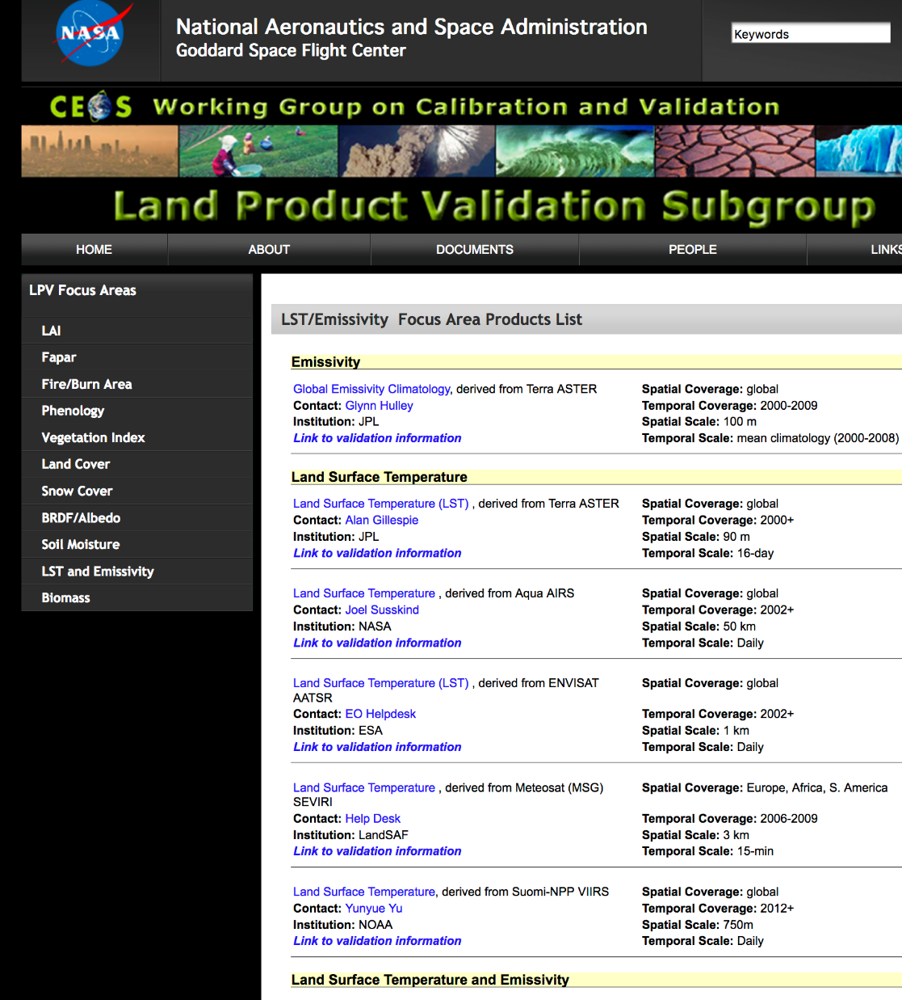 NASA
National Aeronautics and Space Administration
Goddard Space Flight Center
Keywords
CEOS Working Group on Calibration and Validation
Land Product Validation Subgroup
HOME ABOUT DOCUMENTS PEOPLE LINKS
LPV Focus Areas
LAI
Fapar
Fire/Burn Area
Phenology
Vegetation Index
Land Cover
Snow Cover
BRDF/Albedo
Soil Moisture
LST and Emissivity
Biomass
LST/Emissivity Focus Area Products List
Emissivity
Global Emissivity Climatology, derived from Terra ASTER Spatial Coverage: global
Contact: Glynn Hulley Temporal Coverage: 2000-2009
Institution: JPL Spatial Scale: 100 m
Link to validation information Temporal Scale: mean climatology (2000-2008)
Land Surface Temperature
Land Surface Temperature (LST) , derived from Terra ASTER Spatial Coverage: global
Contact: Alan Gillespie Temporal Coverage: 2000+
Institution: JPL Spatial Scale: 90 m
Link to validation information Temporal Scale: 16-day
Land Surface Temperature , derived from Aqua AIRS Spatial Coverage: global
Contact: Joel Susskind Temporal Coverage: 2002+
Institution: NASA Spatial Scale: 50 km
Link to validation information Temporal Scale: Daily
Land Surface Temperature (LST) , derived from ENVISAT Spatial Coverage: global
AATSR
Contact: EO Helpdesk Temporal Coverage: 2002+
Institution: ESA Spatial Scale: 1 km
Link to validation information Temporal Scale: Daily
Land Surface Temperature , derived from Meteosat (MSG) Spatial Coverage: Europe, Africa, S. America
SEVIRI
Contact: Help Desk Temporal Coverage: 2006-2009
Institution: LandSAF Spatial Scale: 3 km
Link to validation information Temporal Scale: 15-min
Land Surface Temperature, derived from Suomi-NPP VIIRS Spatial Coverage: global
Contact: Yunyue Yu Temporal Coverage: 2012+
Institution: NOAA Spatial Scale: 750m
Link to validation information Temporal Scale: Daily
Land Surface Temperature and Emissivity